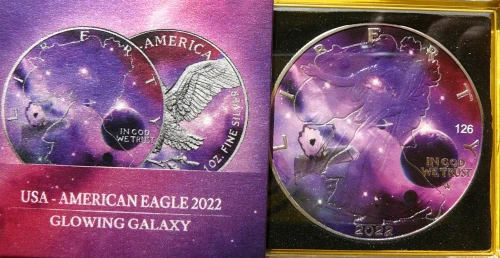 LIBERTY
IN GOD
WE TRUST
AMERICA
1 OZ. FINE SILVER
USA - AMERICAN EAGLE 2022
GLOWING GALAXY
LIBERTY
126
IN GOD
WE TRUST
2022